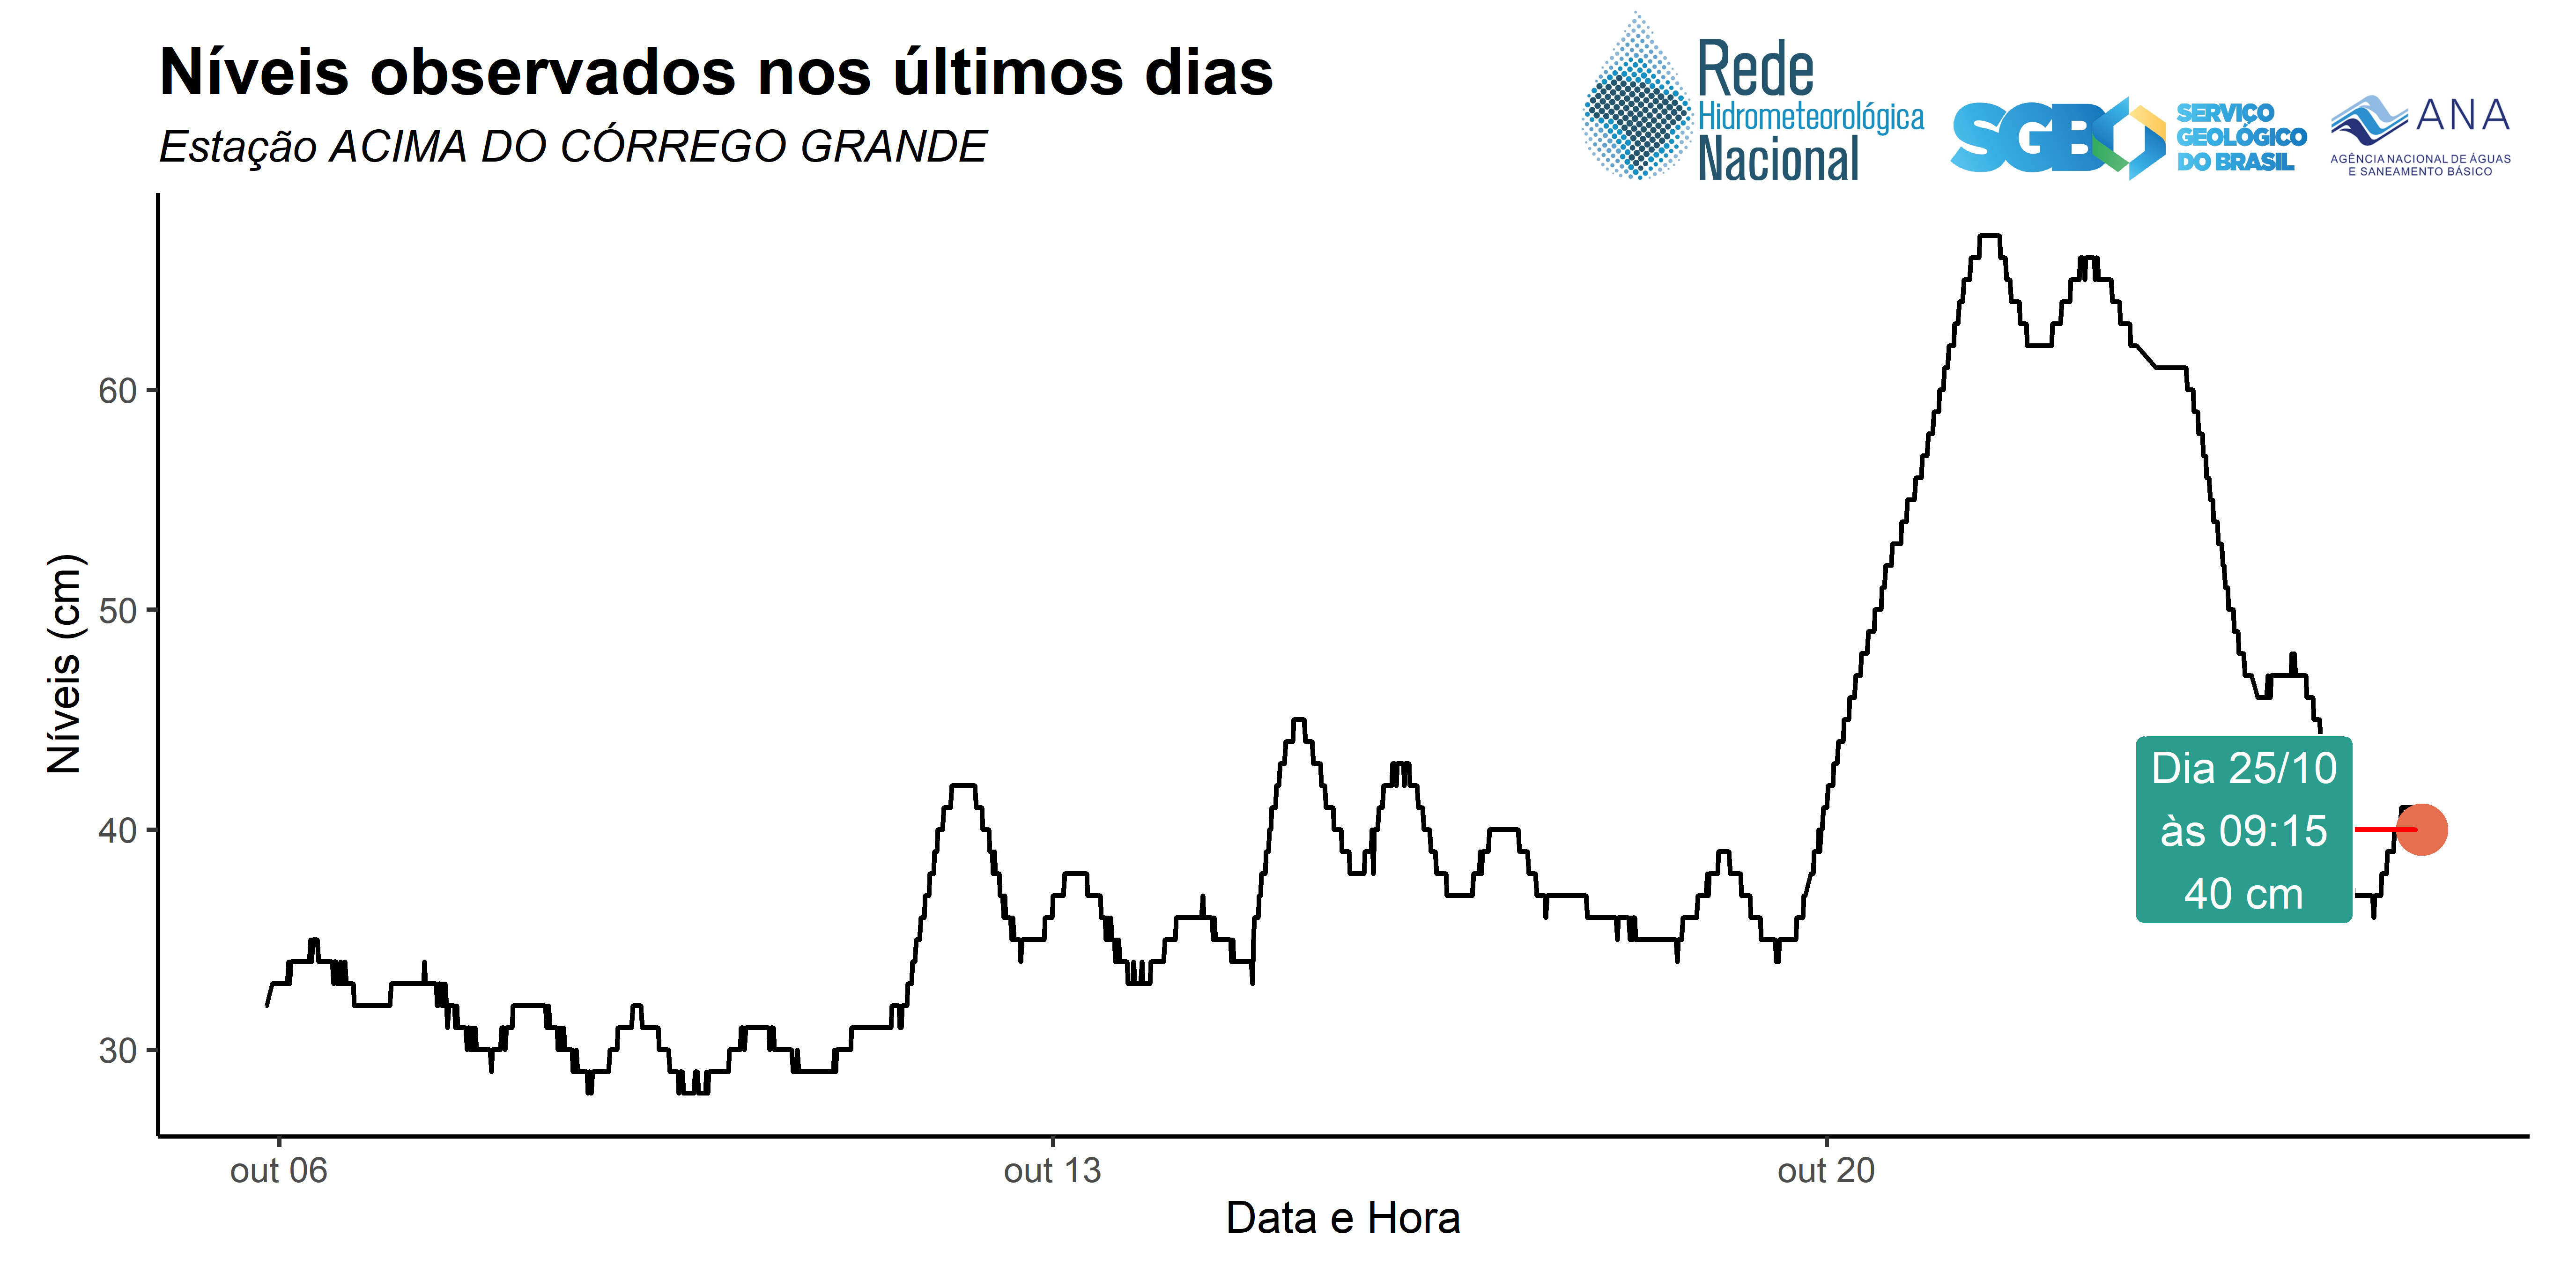 Níveis observados nos últimos dias
Estação ACIMA DO CÓRREGO GRANDE
Rede
Hidrometeorológica
Nacional
SGB
SERVIÇO
GEOLÓGICO
DO BRASIL
ANA
AGÊNCIA NACIONAL DE ÁGUAS
E SANEAMENTO BÁSICO
Níveis (cm)
60
50
40
30
Dia 25/10
às 09:15
40 cm
out 06
out 13
out 20
Data e Hora